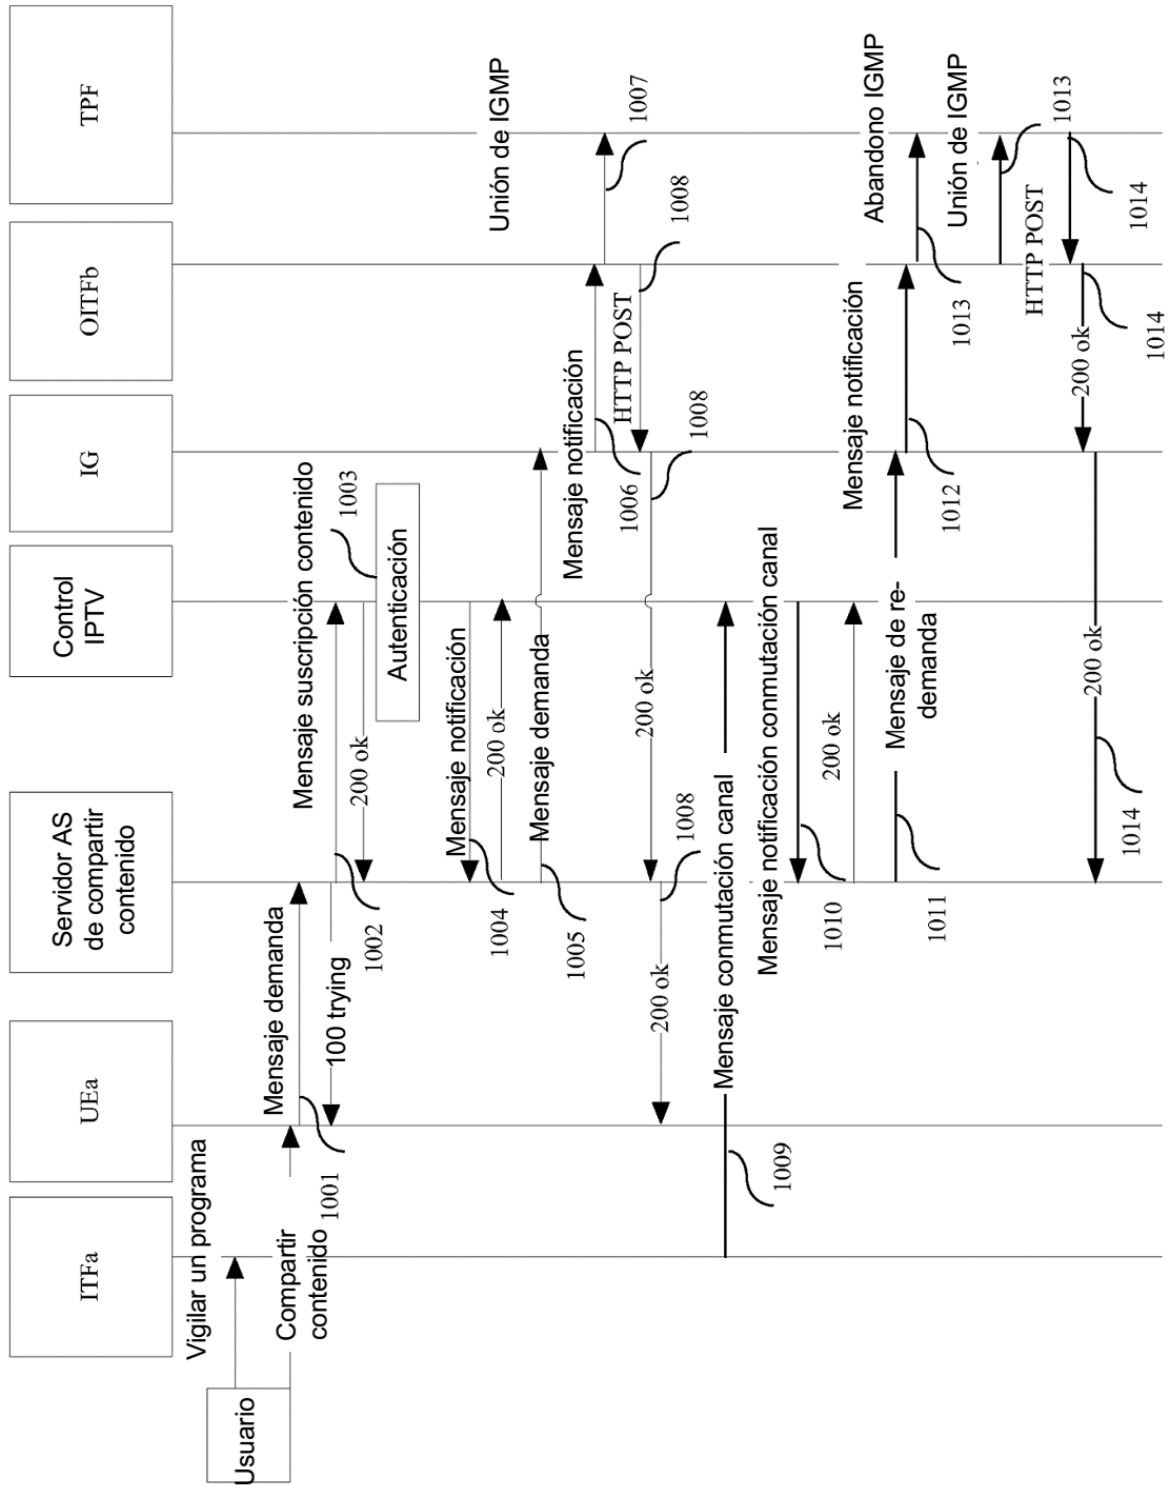 ITFa
UEa
Servidor AS
de compartir
contenido
Control
IPTV
IG
OITFb
TPF
Usuario
Vigilar un programa
Compartir
contenido
1001
Mensaje demanda
100 trying
1002
Mensaje suscripción contenido
200 ok
1003
Autenticación
Mensaje notificación
1004
200 ok
Mensaje demanda
1005
Mensaje notificación
1006
Unión de IGMP
1007
HTTP POST
1008
1008
200 ok
1008
200 ok
Mensaje conmutación canal
1009
Mensaje notificación conmutación canal
1010
200 ok
Mensaje de re-
demanda
1011
Mensaje notificación
1012
Abandono IGMP
1013
Unión de IGMP
1013
HTTP POST
1014
200 ok
1014
200 ok
1014